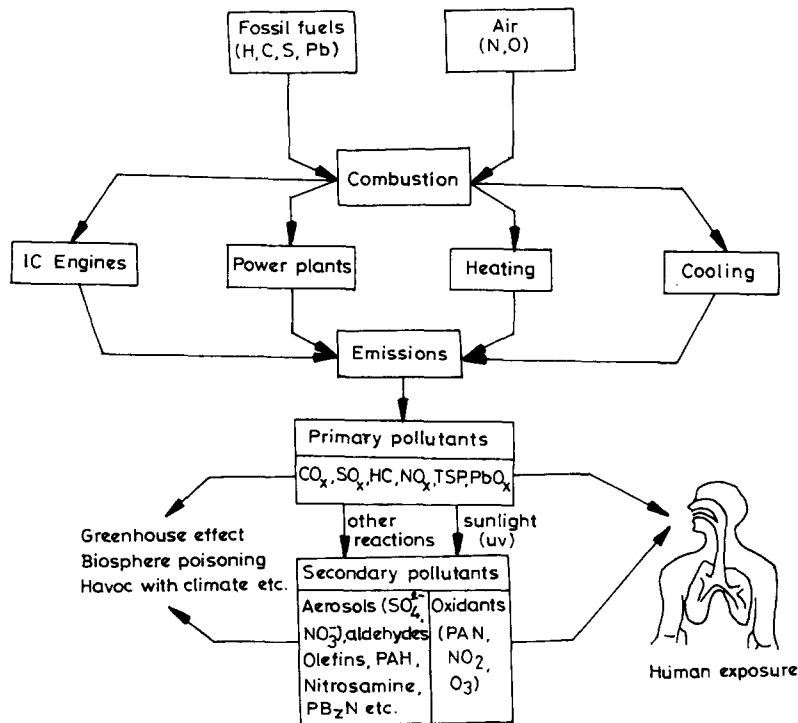 Fossil fuels
(H, C, S, Pb)
Air
(N,O)
Combustion
IC Engines
Power plants
Heating
Cooling
Emissions
Primary pollutants
COₓ, SOₓ, HC, NOₓ, TSP, PbOₓ
other
reactions
sunlight
(uv)
Greenhouse effect
Biosphere poisoning
Havoc with climate etc.
Secondary pollutants
Aerosols (SO₄²⁻,
NO₃⁻), aldehydes
Olefins, PAH,
Nitrosamine,
PB_zN etc.
Oxidants
(PAN,
NO₂,
O₃)
Human exposure